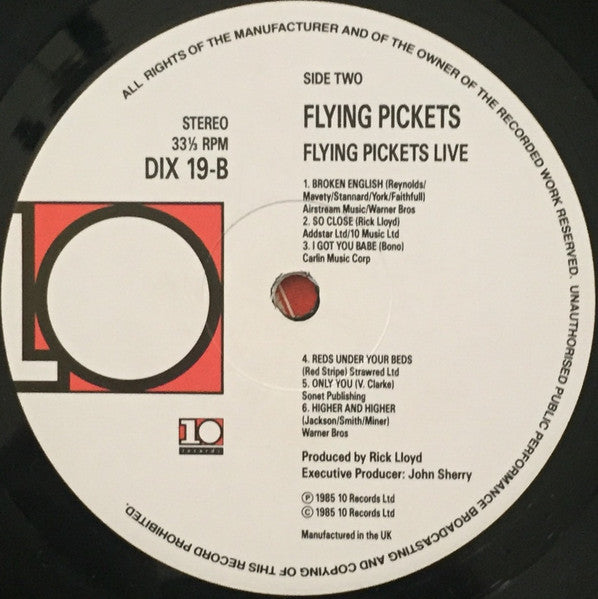 ALL RIGHTS OF THE MANUFACTURER AND OF THE OWNER OF THE RECORDED WORK RESERVED. UNAUTHORISED PUBLIC PERFORMANCE BROADCASTING AND COPYING OF THIS RECORD PROHIBITED.
SIDE TWO
STEREO
33⅓ RPM
DIX 19-B
FLYING PICKETS
FLYING PICKETS LIVE
1. BROKEN ENGLISH (Reynolds/
Mavety/Stannard/York/Faithfull)
Airstream Music/Warner Bros
2. SO CLOSE (Rick Lloyd)
Addstar Ltd/10 Music Ltd
3. I GOT YOU BABE (Bono)
Carlin Music Corp
10
4. REDS UNDER YOUR BEDS
(Red Stripe) Strawred Ltd
5. ONLY YOU (V. Clarke)
Sonet Publishing
6. HIGHER AND HIGHER
(Jackson/Smith/Miner)
Warner Bros
10
records
Produced by Rick Lloyd
Executive Producer: John Sherry
Ⓟ 1985 10 Records Ltd
© 1985 10 Records Ltd
Manufactured in the UK